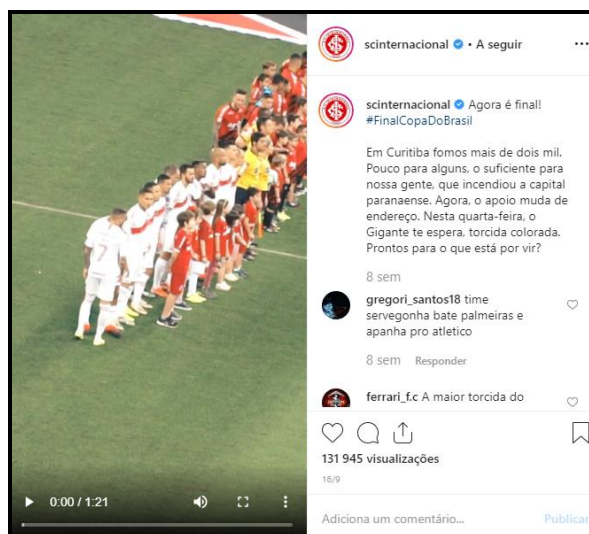 scinternacional • A seguir
scinternacional Agora é final!
#FinalCopaDoBrasil
Em Curitiba fomos mais de dois mil.
Pouco para alguns, o suficiente para
nossa gente, que incendiou a capital
paranaense. Agora, o apoio muda de
endereço. Nesta quarta-feira, o
Gigante te espera, torcida colorada.
Prontos para o que está por vir?
8 sem
gregori_santos18 time
servegonha bate palmeiras e
apanha pro atletico
8 sem Responder
ferrari_f.c A maior torcida do
131 945 visualizações
16/9
0:00 / 1:21
Adiciona um comentário... Publicar
7